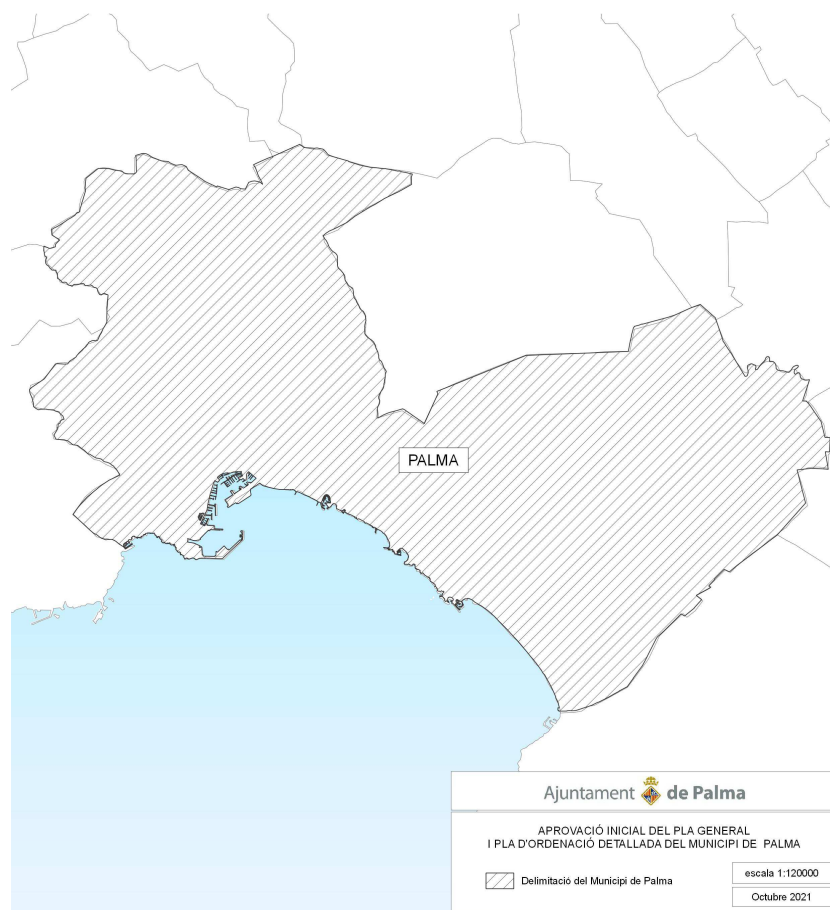 PALMA
Ajuntament de Palma
APROVACIÓ INICIAL DEL PLA GENERAL
I PLA D'ORDENACIÓ DETALLADA DEL MUNICIPI DE PALMA
Delimitació del Municipi de Palma
escala 1:120000
Octubre 2021